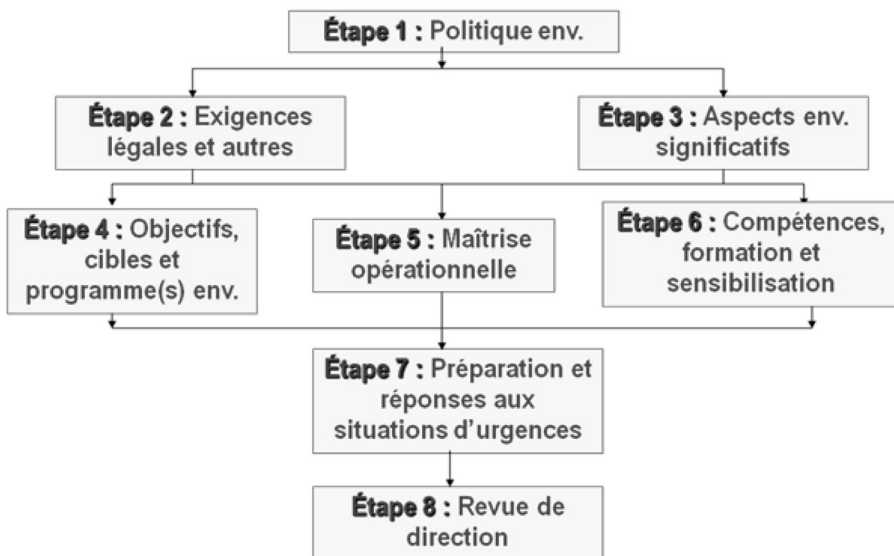 Étape 1 : Politique env.
Étape 2 : Exigences
légales et autres
Étape 3 : Aspects env.
significatifs
Étape 4 : Objectifs,
cibles et
programme(s) env.
Étape 5 : Maîtrise
opérationnelle
Étape 6 : Compétences,
formation et
sensibilisation
Étape 7 : Préparation et
réponses aux
situations d'urgences
Étape 8 : Revue de
direction